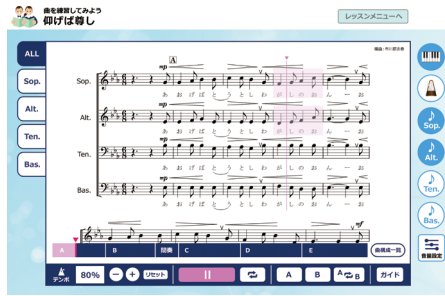 曲を練習してみよう
仰げば尊し
レッスンメニューへ
ALL
Sop.
Alt.
Ten.
Bas.
A
mp
Sop.
あ お げ ば と う と し わ が し の お ん ー お
mp
Alt.
あ お げ ば と う と し わ が し の お ん ー お
mp
Ten.
あ お げ ば と う と し わ が し の お ん ー お
mp
Bas.
あ お げ ば と う と し わ が し の お ん ー お
mf
A B 間奏 C D E
曲構成一覧
テンポ 80% リセット A B A B ガイド
Sop.
Alt.
Ten.
Bas.
音量設定